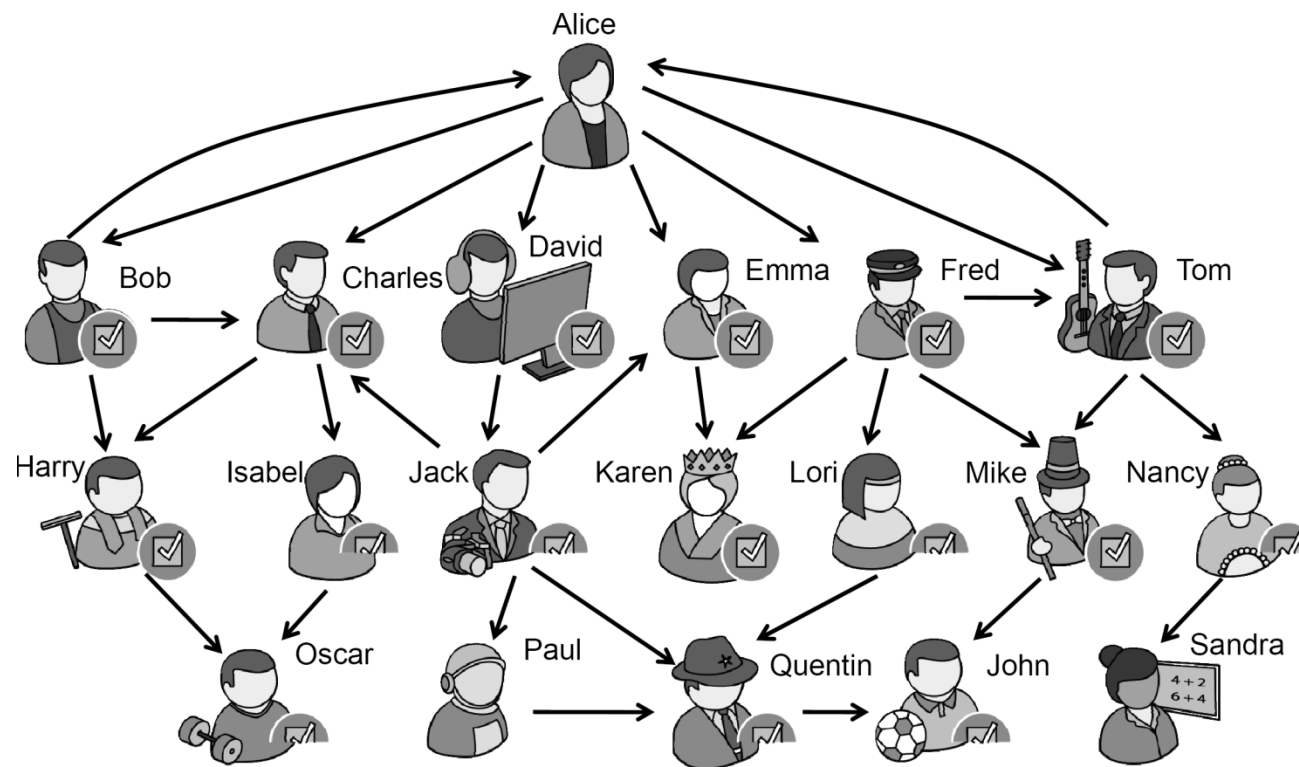 Alice
Bob
Charles
David
Emma
Fred
Tom
Harry
Isabel
Jack
Karen
Lori
Mike
Nancy
Oscar
Paul
Quentin
John
Sandra
4+2
6+4